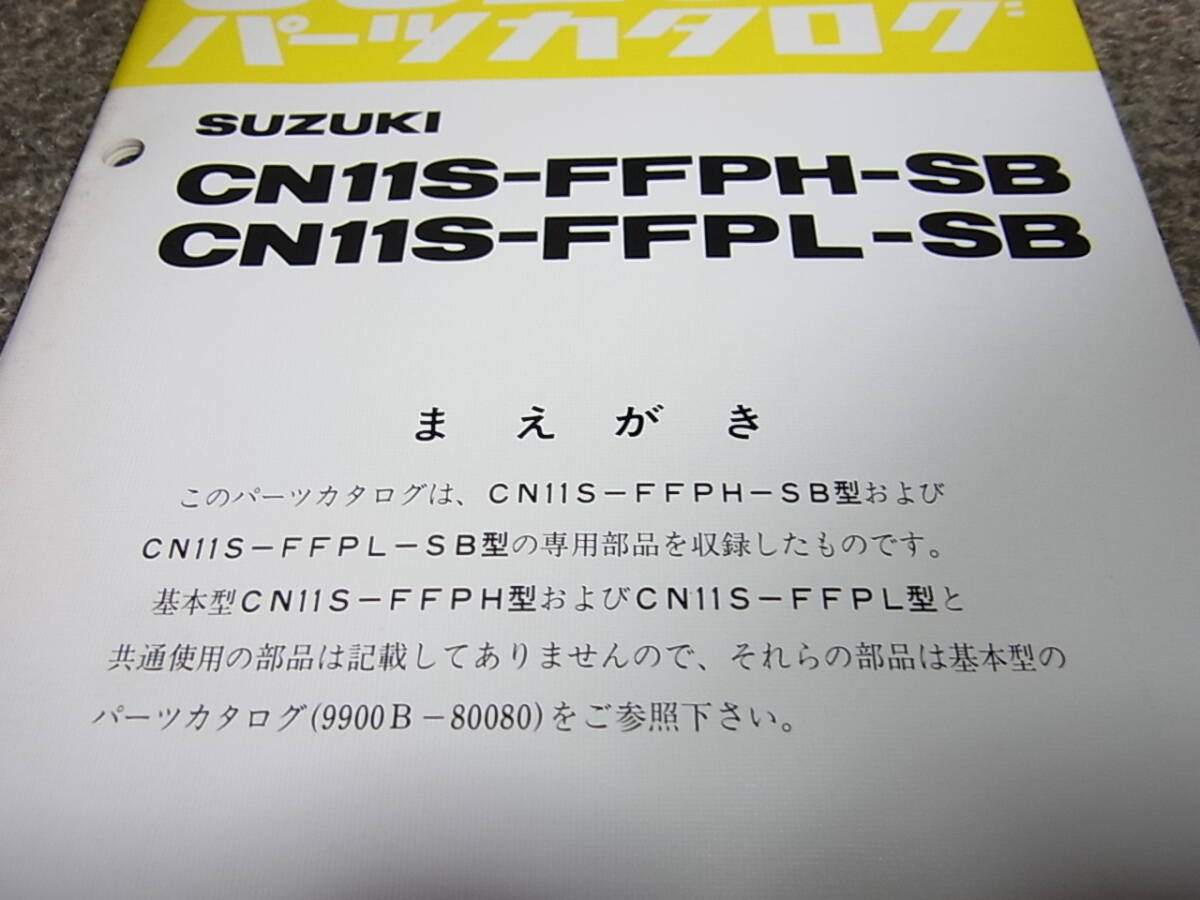 パーツカタログ
SUZUKI
CN11S-FFPH-SB
CN11S-FFPL-SB
まえがき
このパーツカタログは、CN11S-FFPH-SB型および
CN11S-FFPL-SB型の専用部品を収録したものです。
基本型CN11S-FFPH型およびCN11S-FFPL型と
共通使用の部品は記載してありませんので、それらの部品は基本型の
パーツカタログ(9900B-80080)をご参照下さい。